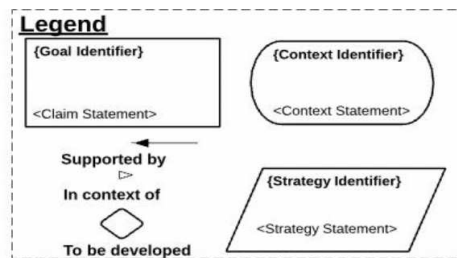 Legend
{Goal Identifier}
<Claim Statement>
{Context Identifier}
<Context Statement>
Supported by
In context of
To be developed
{Strategy Identifier}
<Strategy Statement>